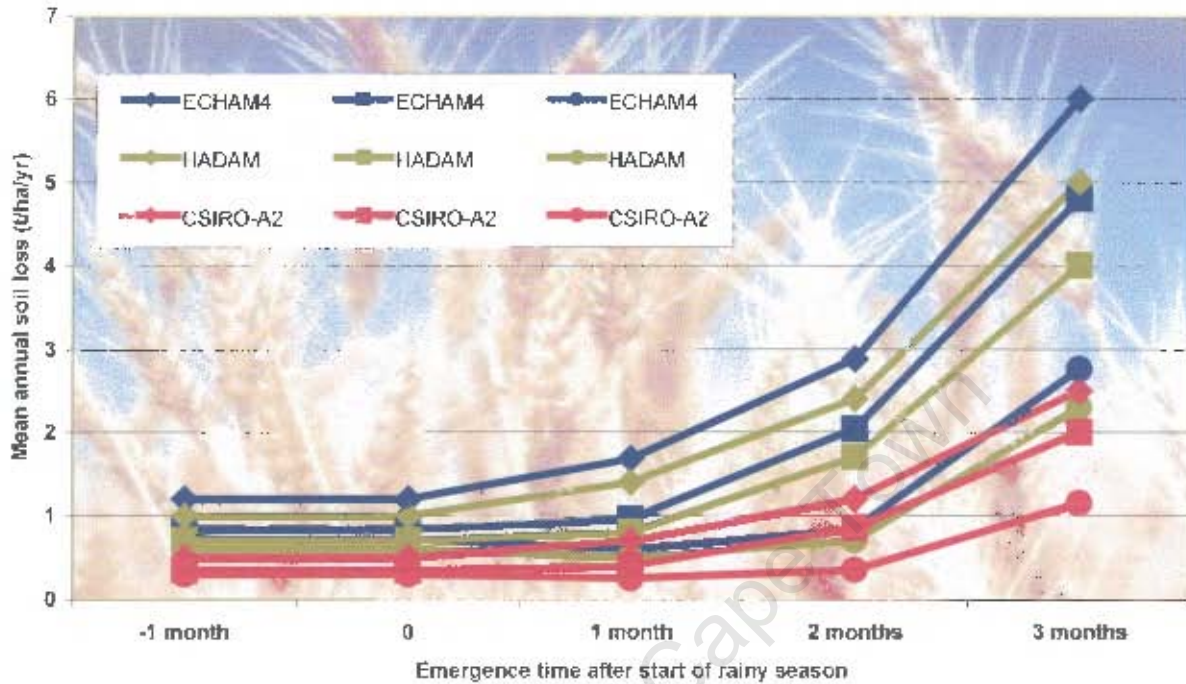 7
6
5
4
3
2
1
0
Mean annual soil loss (t/ha/yr)
ECHAM4 ECHAM4 ECHAM4
HADAM HADAM HADAM
CSIRO-A2 CSIRO-A2 CSIRO-A2
-1 month 0 1 month 2 months 3 months
Emergence time after start of rainy season
Cape Town